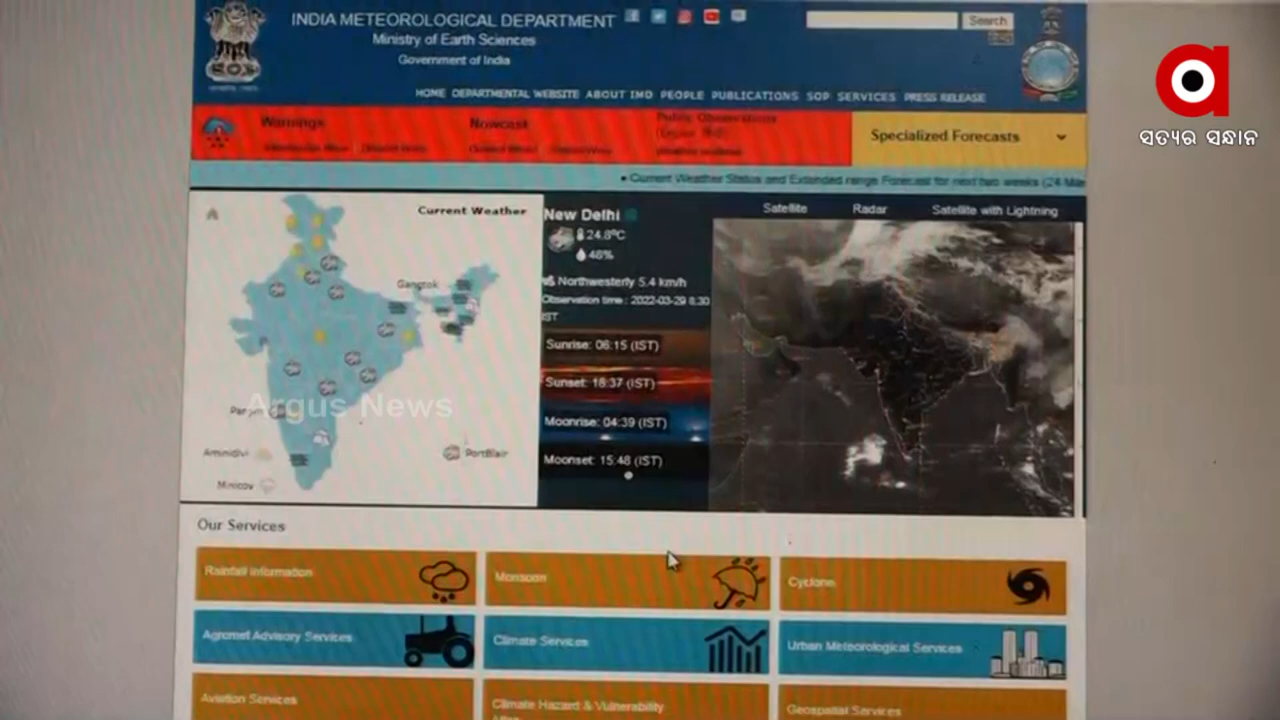 INDIA METEOROLOGICAL DEPARTMENT
Ministry of Earth Sciences
Government of India
Search
HOME DEPARTMENTAL WEBSITE ABOUT IMD PEOPLE PUBLICATIONS SOP SERVICES PRESS RELEASE
ସତ୍ୟର ସନ୍ଧାନ
Warnings
Nowcast
Public Observations
Specialized Forecasts
• Current Weather Status and Extended range Forecast for next two weeks (24 Mar
Current Weather
Gangtok
Aminidivi
Minicoy
PortBlair
Argus News
New Delhi
24.8°C
46%
Northwesterly 5.4 km/h
Observation time : 2022-03-29 8:30
IST
Sunrise: 06:15 (IST)
Sunset: 18:37 (IST)
Moonrise: 04:39 (IST)
Moonset: 15:48 (IST)
Satellite Radar Satellite with Lightning
Our Services
Rainfall Information
Monsoon
Cyclone
Agromet Advisory Services
Climate Services
Urban Meteorological Services
Aviation Services
Climate Hazard & Vulnerability
Geospatial Services